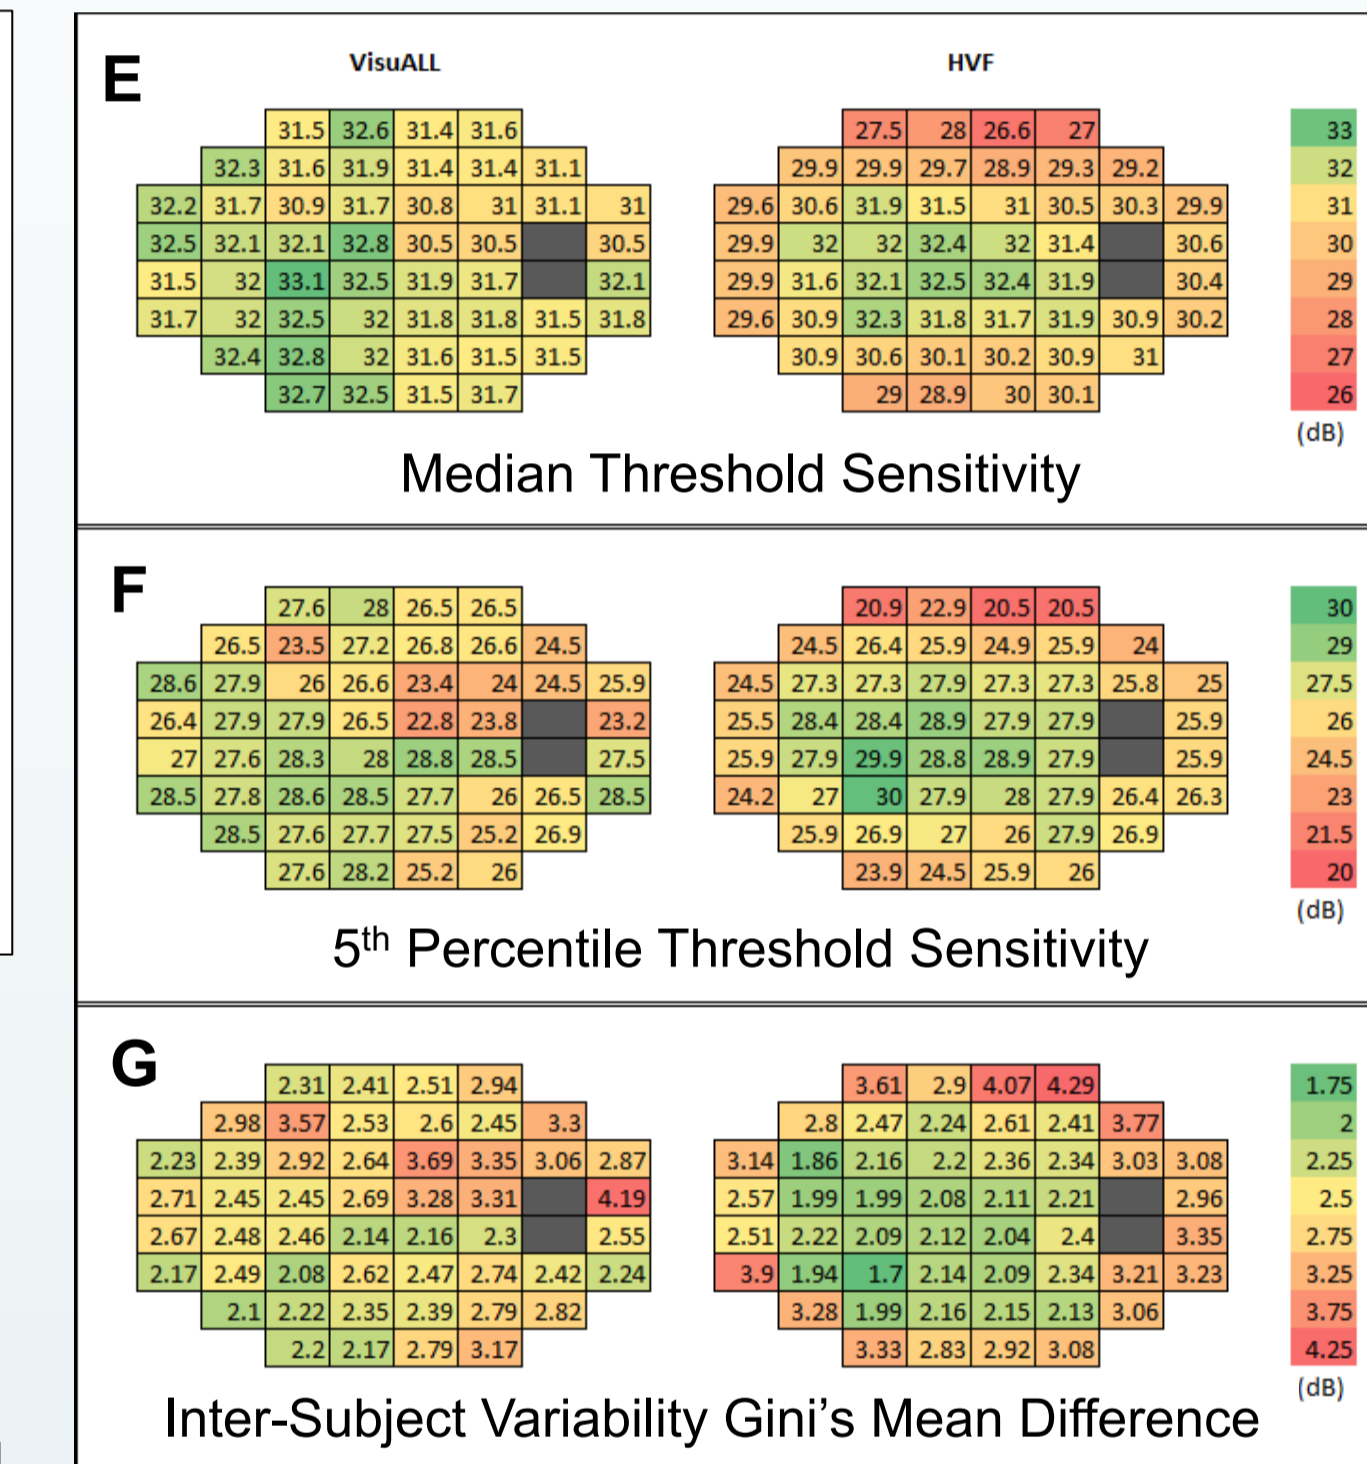 E
VisuALL HVF
31.5 32.6 31.4 31.6 27.5 28 26.6 27 33
32.3 31.6 31.9 31.4 31.4 31.1 29.9 29.9 29.7 28.9 29.3 29.2 32
32.2 31.7 30.9 31.7 30.8 31 31.1 31 29.6 30.6 31.9 31.5 31 30.5 30.3 29.9 31
32.5 32.1 32.1 32.8 30.5 30.5 30.5 29.9 32 32 32.4 32 31.4 30.6 30
31.5 32 33.1 32.5 31.9 31.7 32.1 29.9 31.6 32.1 32.5 32.4 31.9 30.4 29
31.7 32 32.5 32 31.8 31.8 31.5 31.8 29.6 30.9 32.3 31.8 31.7 31.9 30.9 30.2 28
32.4 32.8 32 31.6 31.5 31.5 30.9 30.6 30.1 30.2 30.9 31 27
32.7 32.5 31.5 31.7 29 28.9 30 30.1 26
(dB)
Median Threshold Sensitivity
F
27.6 28 26.5 26.5 20.9 22.9 20.5 20.5 30
26.5 23.5 27.2 26.8 26.6 24.5 24.5 26.4 25.9 24.9 25.9 24 29
28.6 27.9 26 26.6 23.4 24 24.5 25.9 24.5 27.3 27.3 27.9 27.3 27.3 25.8 25 27.5
26.4 27.9 27.9 26.5 22.8 23.8 23.2 25.5 28.4 28.4 28.9 27.9 27.9 25.9 26
27 27.6 28.3 28 28.8 28.5 27.5 25.9 27.9 29.9 28.8 28.9 27.9 25.9 24.5
28.5 27.8 28.6 28.5 27.7 26 26.5 28.5 24.2 27 30 27.9 28 27.9 26.4 26.3 23
28.5 27.6 27.7 27.5 25.2 26.9 25.9 26.9 27 26 27.9 26.9 21.5
27.6 28.2 25.2 26 23.9 24.5 25.9 26 20
(dB)
5th Percentile Threshold Sensitivity
G
2.31 2.41 2.51 2.94 3.61 2.9 4.07 4.29 1.75
2.98 3.57 2.53 2.6 2.45 3.3 2.8 2.47 2.24 2.61 2.41 3.77 2
2.23 2.39 2.92 2.64 3.69 3.35 3.06 2.87 3.14 1.86 2.16 2.2 2.36 2.34 3.03 3.08 2.25
2.71 2.45 2.45 2.69 3.28 3.31 4.19 2.57 1.99 1.99 2.08 2.11 2.21 2.96 2.5
2.67 2.48 2.46 2.14 2.16 2.3 2.55 2.51 2.22 2.09 2.12 2.04 2.4 3.35 2.75
2.17 2.49 2.08 2.62 2.47 2.74 2.42 2.24 3.9 1.94 1.7 2.14 2.09 2.34 3.21 3.23 3.25
2.1 2.22 2.35 2.39 2.79 2.82 3.28 1.99 2.16 2.15 2.13 3.06 3.75
2.2 2.17 2.79 3.17 3.33 2.83 2.92 3.08 4.25
(dB)
Inter-Subject Variability Gini’s Mean Difference